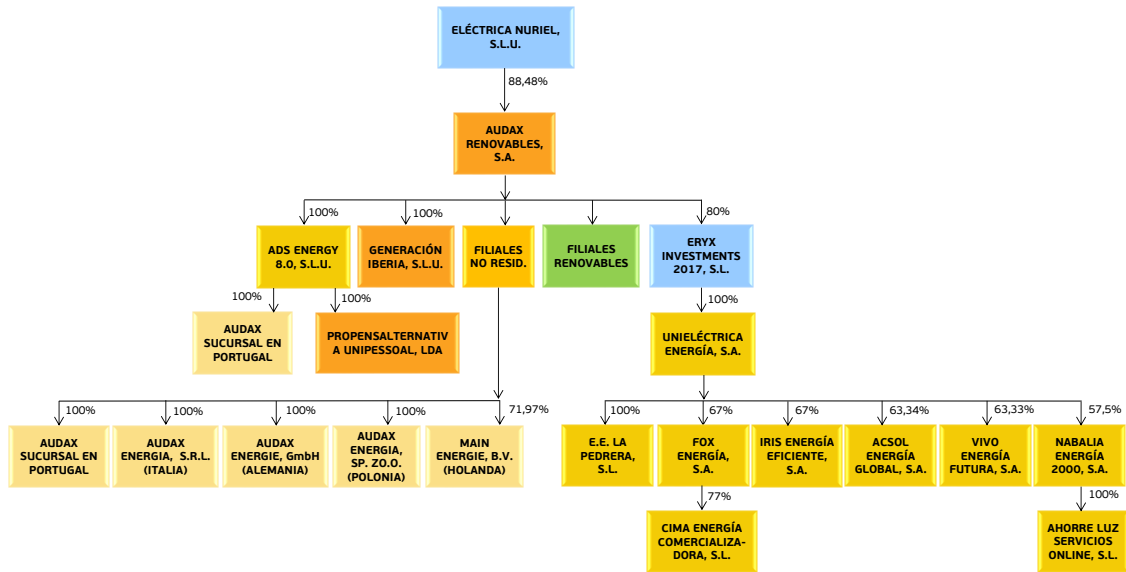 ELÉCTRICA NURIEL,
S.L.U.
88,48%
AUDAX
RENOVABLES,
S.A.
100%
100%
80%
ADS ENERGY
8.0, S.L.U.
GENERACIÓN
IBERIA, S.L.U.
FILIALES
NO RESID.
FILIALES
RENOVABLES
ERYX
INVESTMENTS
2017, S.L.
100%
100%
100%
AUDAX
SUCURSAL EN
PORTUGAL
PROPENSALTERNATIV
A UNIPESSOAL, LDA
UNIELÉCTRICA
ENERGÍA, S.A.
100%
100%
100%
100%
71,97%
100%
67%
67%
63,34%
63,33%
57,5%
AUDAX
SUCURSAL EN
PORTUGAL
AUDAX
ENERGIA, S.R.L.
(ITALIA)
AUDAX
ENERGIE, GmbH
(ALEMANIA)
AUDAX
ENERGIA,
SP. ZO.O.
(POLONIA)
MAIN
ENERGIE, B.V.
(HOLANDA)
E.E. LA
PEDRERA,
S.L.
FOX
ENERGÍA,
S.A.
IRIS ENERGÍA
EFICIENTE,
S.A.
ACSOL
ENERGÍA
GLOBAL, S.A.
VIVO
ENERGÍA
FUTURA, S.A.
NABALIA
ENERGÍA
2000, S.A.
77%
100%
CIMA ENERGÍA
COMERCIALIZA-
DORA, S.L.
AHORRE LUZ
SERVICIOS
ONLINE, S.L.